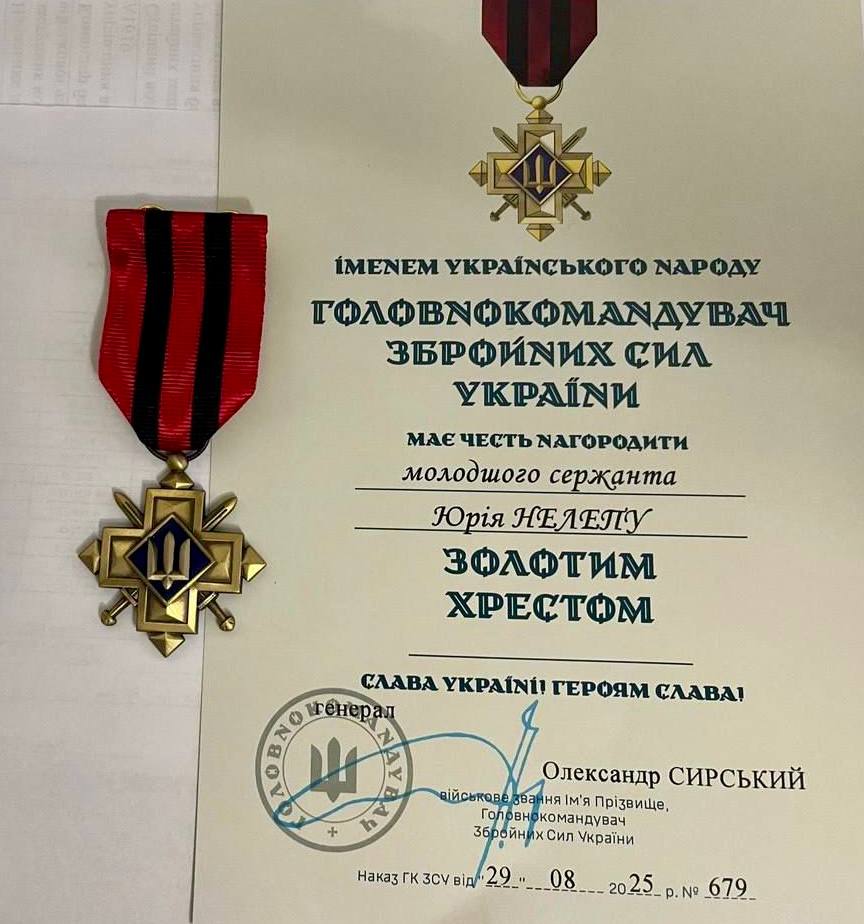 ІМЕНЕМ УКРАЇНСЬКОГО НАРОДУ
ГОЛОВНОКОМАНДУВАЧ
ЗБРОЙНИХ СИЛ
УКРАЇНИ
МАЄ ЧЕСТЬ НАГОРОДИТИ
молодшого сержанта
Юрія НЕЛЕПУ
ЗОЛОТИМ
ХРЕСТОМ
СЛАВА УКРАЇНІ! ГЕРОЯМ СЛАВА!
генерал
ГОЛОВНОКОМАНДУВАЧ
Олександр СИРСЬКИЙ
військове звання Ім'я Прізвище,
Головнокомандувач
Збройних Сил України
Наказ ГК ЗСУ від "29" 08 2025 р. № 679